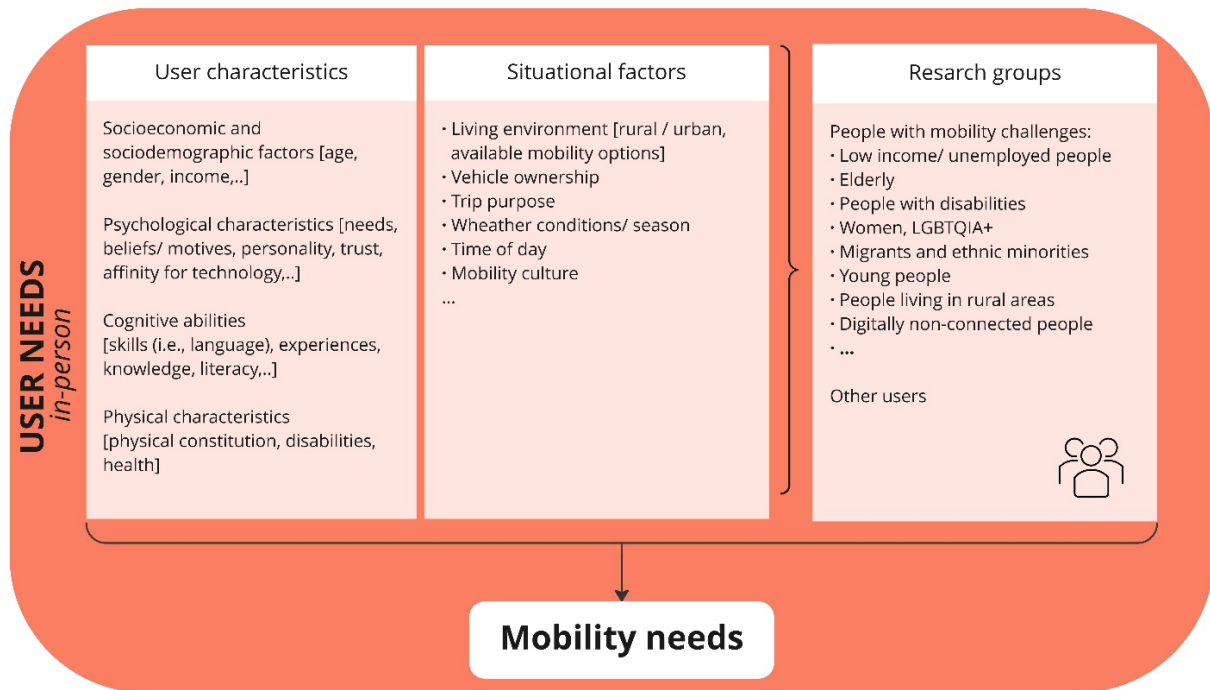 USER NEEDS
in-person
User characteristics
Socioeconomic and
sociodemographic factors [age,
gender, income,..]
Psychological characteristics [needs,
beliefs/ motives, personality, trust,
affinity for technology,..]
Cognitive abilities
[skills (i.e., language), experiences,
knowledge, literacy,..]
Physical characteristics
[physical constitution, disabilities,
health]
Situational factors
· Living environment [rural / urban,
available mobility options]
· Vehicle ownership
· Trip purpose
· Wheather conditions/ season
· Time of day
· Mobility culture
...
Resarch groups
People with mobility challenges:
· Low income/ unemployed people
· Elderly
· People with disabilities
· Women, LGBTQIA+
· Migrants and ethnic minorities
· Young people
· People living in rural areas
· Digitally non-connected people
· ...
Other users
Mobility needs